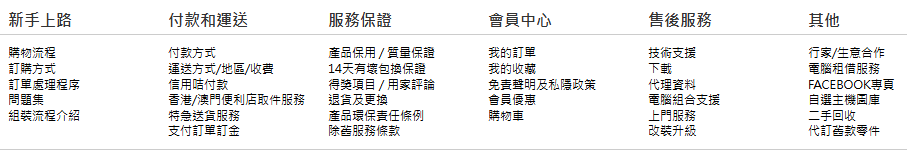 新手上路
購物流程
訂購方式
訂單處理程序
問題集
組裝流程介紹
付款和運送
付款方式
運送方式/地區/收費
信用咭付款
香港/澳門便利店取件服務
特急送貨服務
支付訂單訂金
服務保證
產品保用 / 質量保證
14天有壞包換保證
得獎項目 / 用家評論
退貨及更換
產品環保責任條例
除舊服務條款
會員中心
我的訂單
我的收藏
免責聲明及私隱政策
會員優惠
購物車
售後服務
技術支援
下載
代理資料
電腦組合支援
上門服務
改裝升級
其他
行家/生意合作
電腦租借服務
FACEBOOK專頁
自選主機圖庫
二手回收
代訂舊款零件